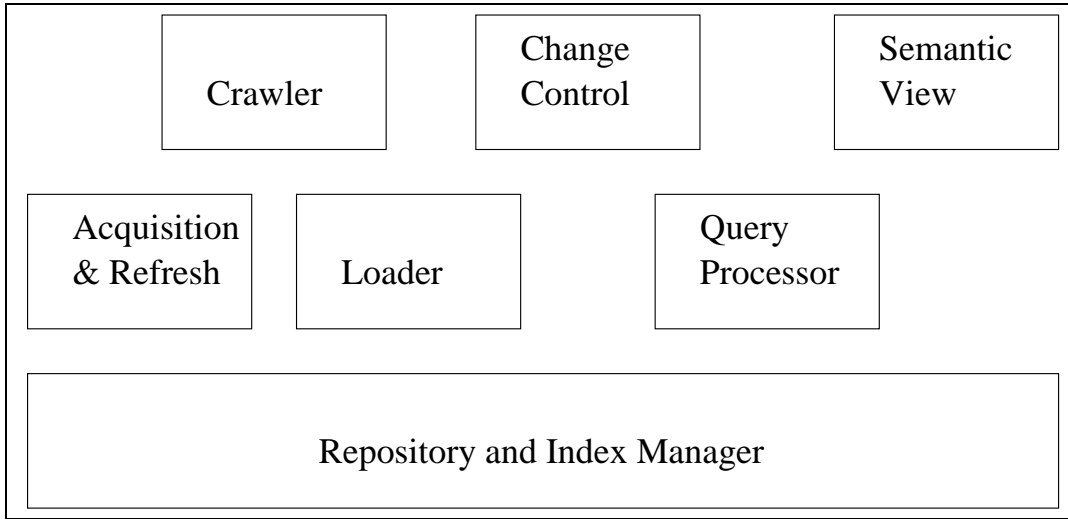 Crawler
Change
Control
Semantic
View
Acquisition
& Refresh
Loader
Query
Processor
Repository and Index Manager